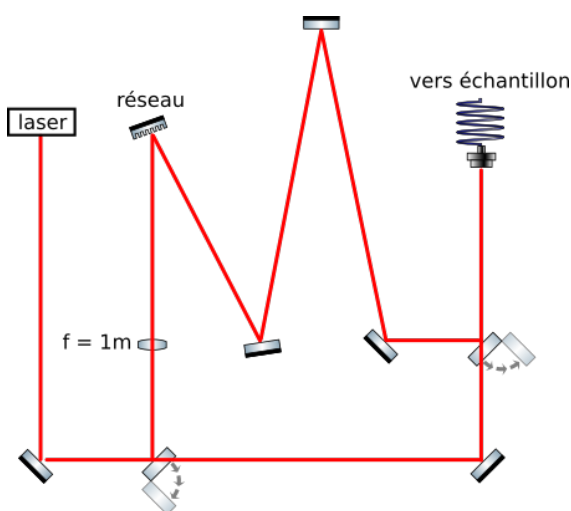 vers échantillon
réseau
laser
f = 1m